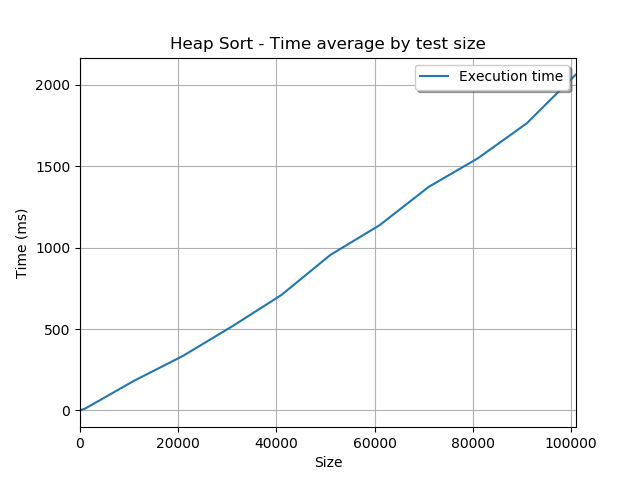 Heap Sort - Time average by test size
Execution time
Time (ms)
2000
1500
1000
500
0
0 20000 40000 60000 80000 100000
Size